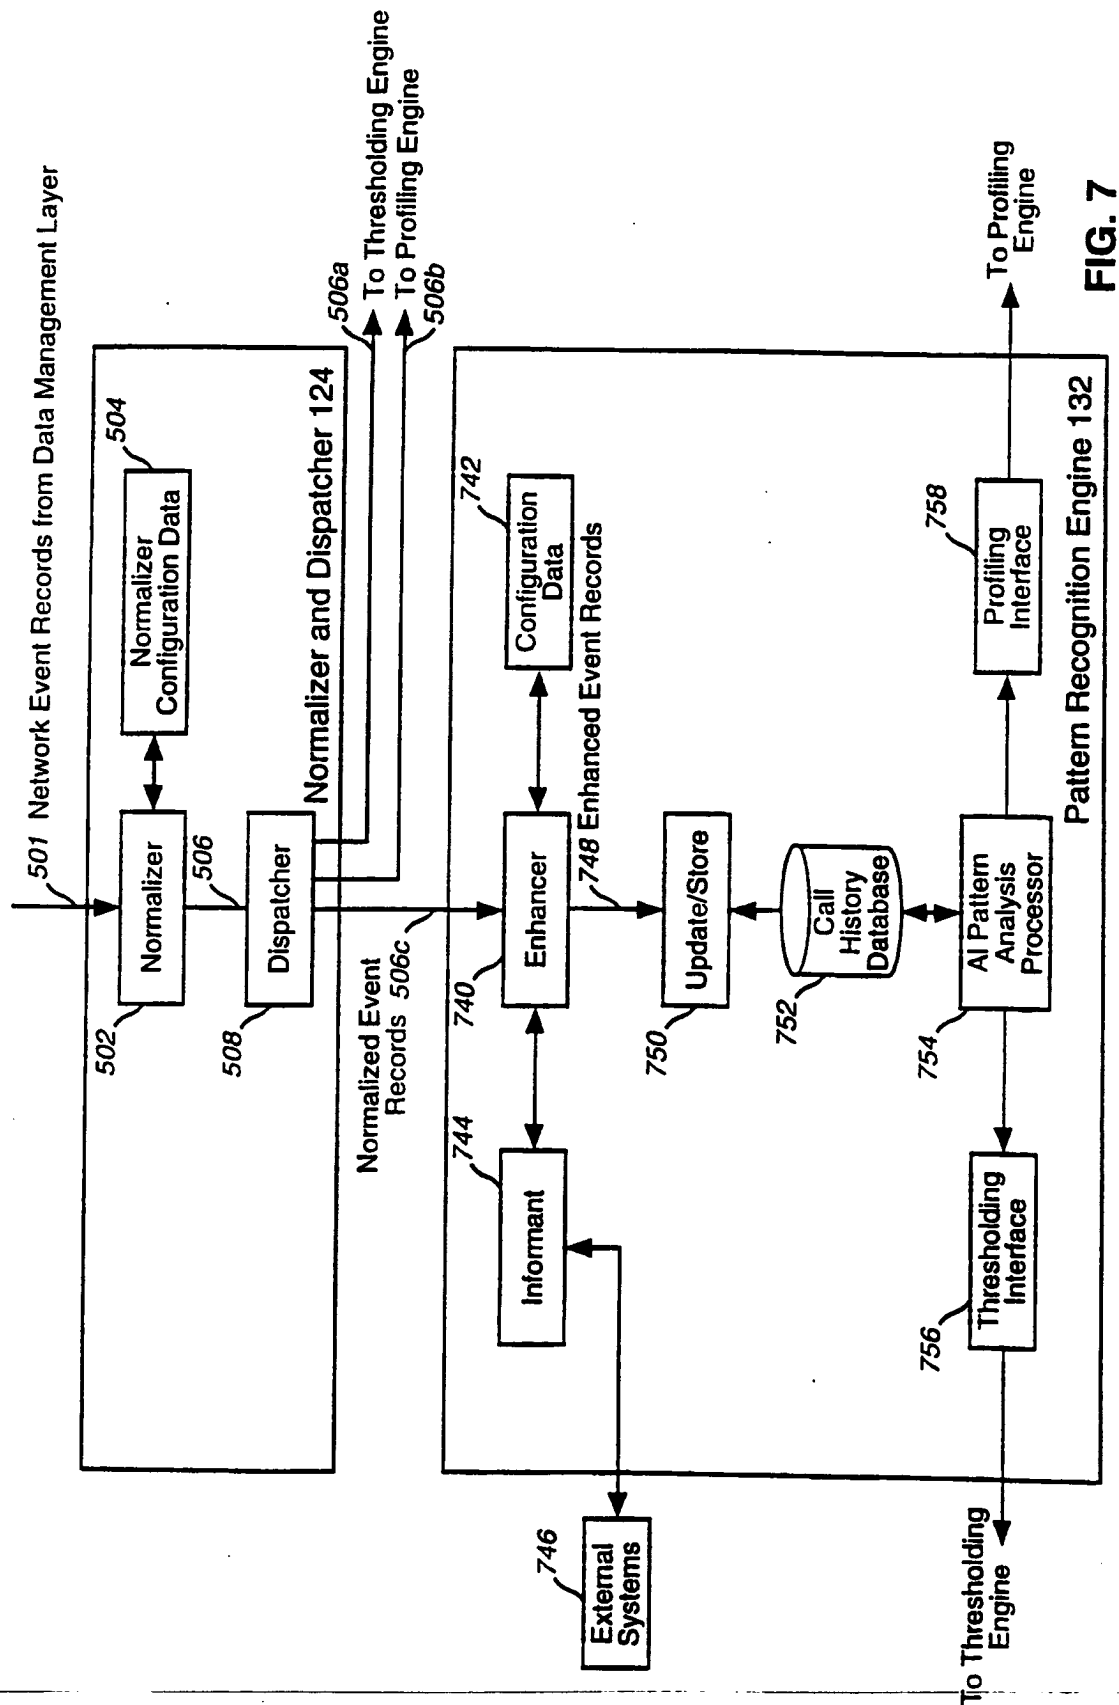 501 Network Event Records from Data Management Layer
504
Normalizer
Configuration Data
Normalizer
502
506
Dispatcher
508
Normalizer and Dispatcher 124
506a
To Thresholding Engine
To Profiling Engine
506b
Normalized Event
Records 506c
744
Informant
740
Enhancer
742
Configuration
Data
746
External
Systems
748 Enhanced Event Records
750
Update/Store
752
Call
History
Database
754
AI Pattern
Analysis
Processor
756
Thresholding
Interface
758
Profiling
Interface
To Thresholding
Engine
To Profiling
Engine
Pattern Recognition Engine 132
FIG. 7